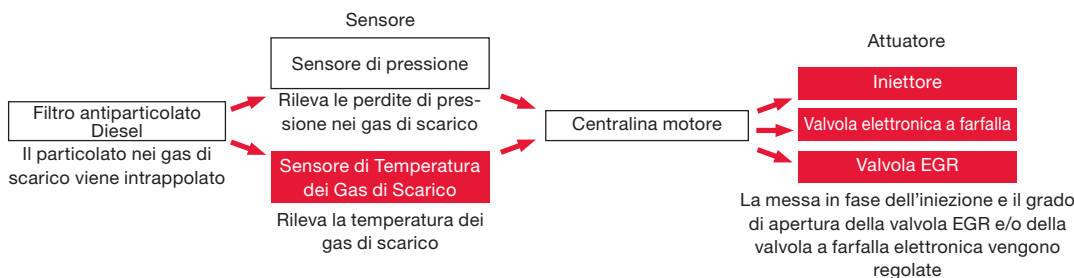 Filtro antiparticolato
Diesel
Il particolato nei gas di
scarico viene intrappolato
Sensore
Sensore di pressione
Rileva le perdite di pres-
sione nei gas di scarico
Sensore di Temperatura
dei Gas di Scarico
Rileva la temperatura dei
gas di scarico
Centralina motore
Attuatore
Iniettore
Valvola elettronica a farfalla
Valvola EGR
La messa in fase dell’iniezione e il grado
di apertura della valvola EGR e/o della
valvola a farfalla elettronica vengono
regolate